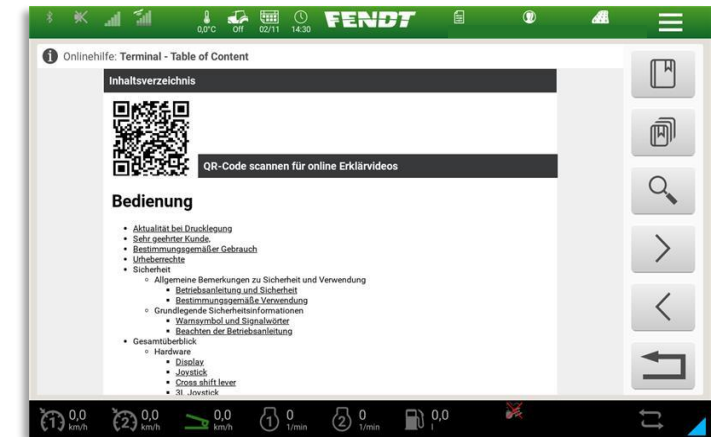 0,0°C
Off
02/11
14:30
FENDT
Onlinehilfe: Terminal - Table of Content
Inhaltsverzeichnis
QR-Code scannen für online Erklärvideos
Bedienung
Aktualität bei Drucklegung
Sehr geehrter Kunde,
Bestimmungsgemäßer Gebrauch
Urheberrechte
Sicherheit
Allgemeine Bemerkungen zu Sicherheit und Verwendung
Betriebsanleitung und Sicherheit
Bestimmungsgemäße Verwendung
Grundlegende Sicherheitsinformationen
Warnsymbol und Signalwörter
Beachten der Betriebsanleitung
Gesamtüberblick
Hardware
Display
Joystick
Cross shift lever
3L Joystick
1 0,0 km/h
2 0,0 km/h
0,0 km/h
1 0 1/min
2 0 1/min
0,0 l